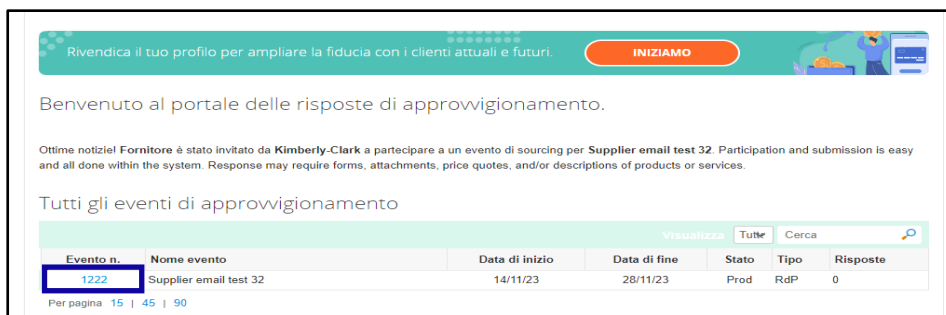 Rivendica il tuo profilo per ampliare la fiducia con i clienti attuali e futuri. INIZIAMO
Benvenuto al portale delle risposte di approvvigionamento.
Ottime notizie! Fornitore è stato invitato da Kimberly-Clark a partecipare a un evento di sourcing per Supplier email test 32. Participation and submission is easy
and all done within the system. Response may require forms, attachments, price quotes, and/or descriptions of products or services.
Tutti gli eventi di approvvigionamento
Visualizza Tutte Cerca
Evento n. Nome evento Data di inizio Data di fine Stato Tipo Risposte
1222 Supplier email test 32 14/11/23 28/11/23 Prod RdP 0
Per pagina 15 | 45 | 90